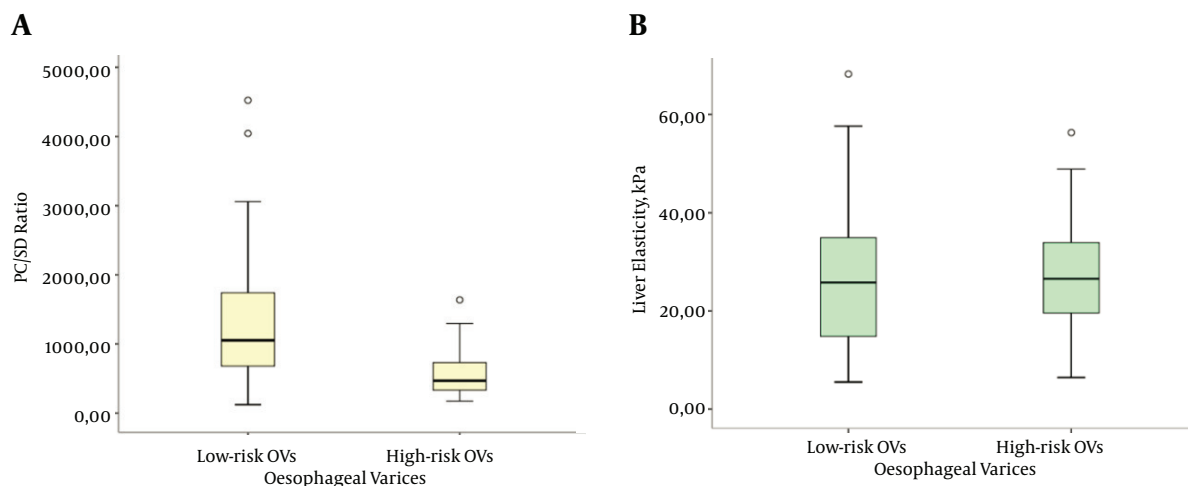 A
PC/SD Ratio
5000,00
4000,00
3000,00
2000,00
1000,00
0,00
Low-risk OVs
High-risk OVs
Oesophageal Varices
B
Liver Elasticity, kPa
60,00
40,00
20,00
0,00
Low-risk OVs
High-risk OVs
Oesophageal Varices